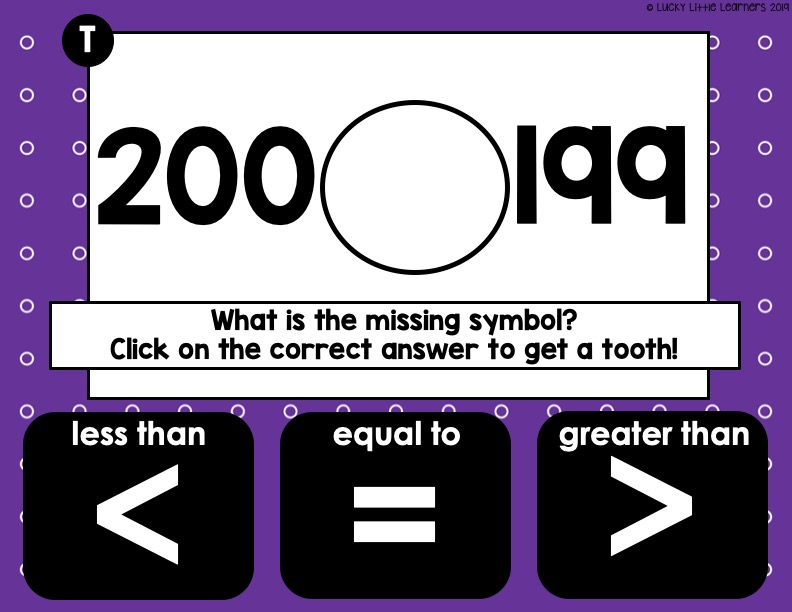 © Lucky Little Learners 2019
T
200 199
What is the missing symbol?
Click on the correct answer to get a tooth!
less than equal to greater than
< = >